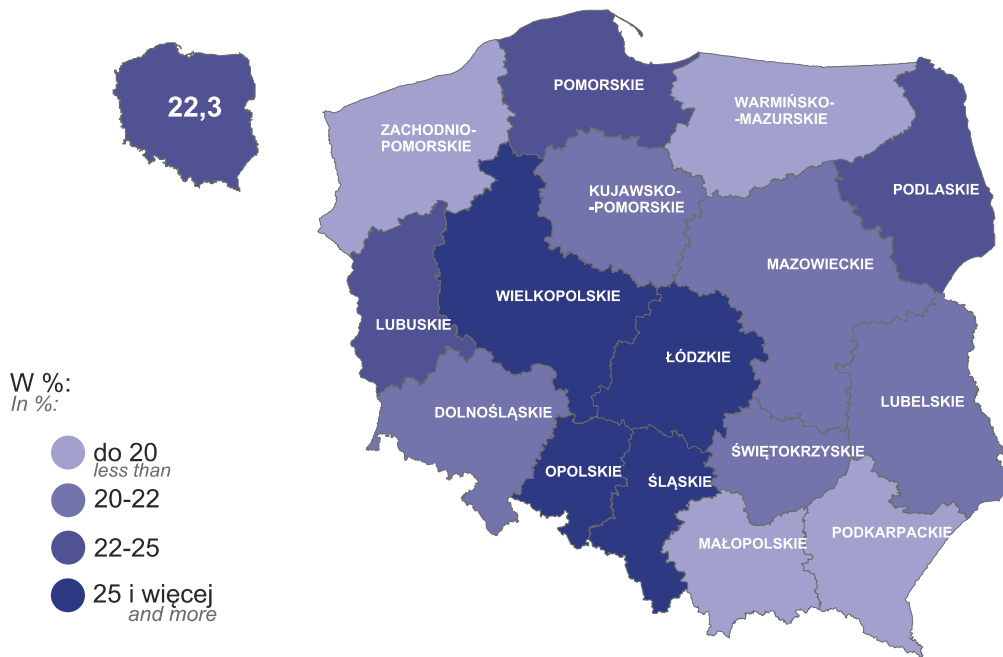 22,3
POMORSKIE
WARMIŃSKO-
-MAZURSKIE
ZACHODNIO-
POMORSKIE
KUJAWSKO-
-POMORSKIE
PODLASKIE
MAZOWIECKIE
WIELKOPOLSKIE
LUBUSKIE
ŁÓDZKIE
LUBELSKIE
DOLNOŚLĄSKIE
ŚWIĘTOKRZYSKIE
OPOLSKIE
ŚLĄSKIE
MAŁOPOLSKIE
PODKARPACKIE
W %:
In %:
do 20
less than
20-22
22-25
25 i więcej
and more